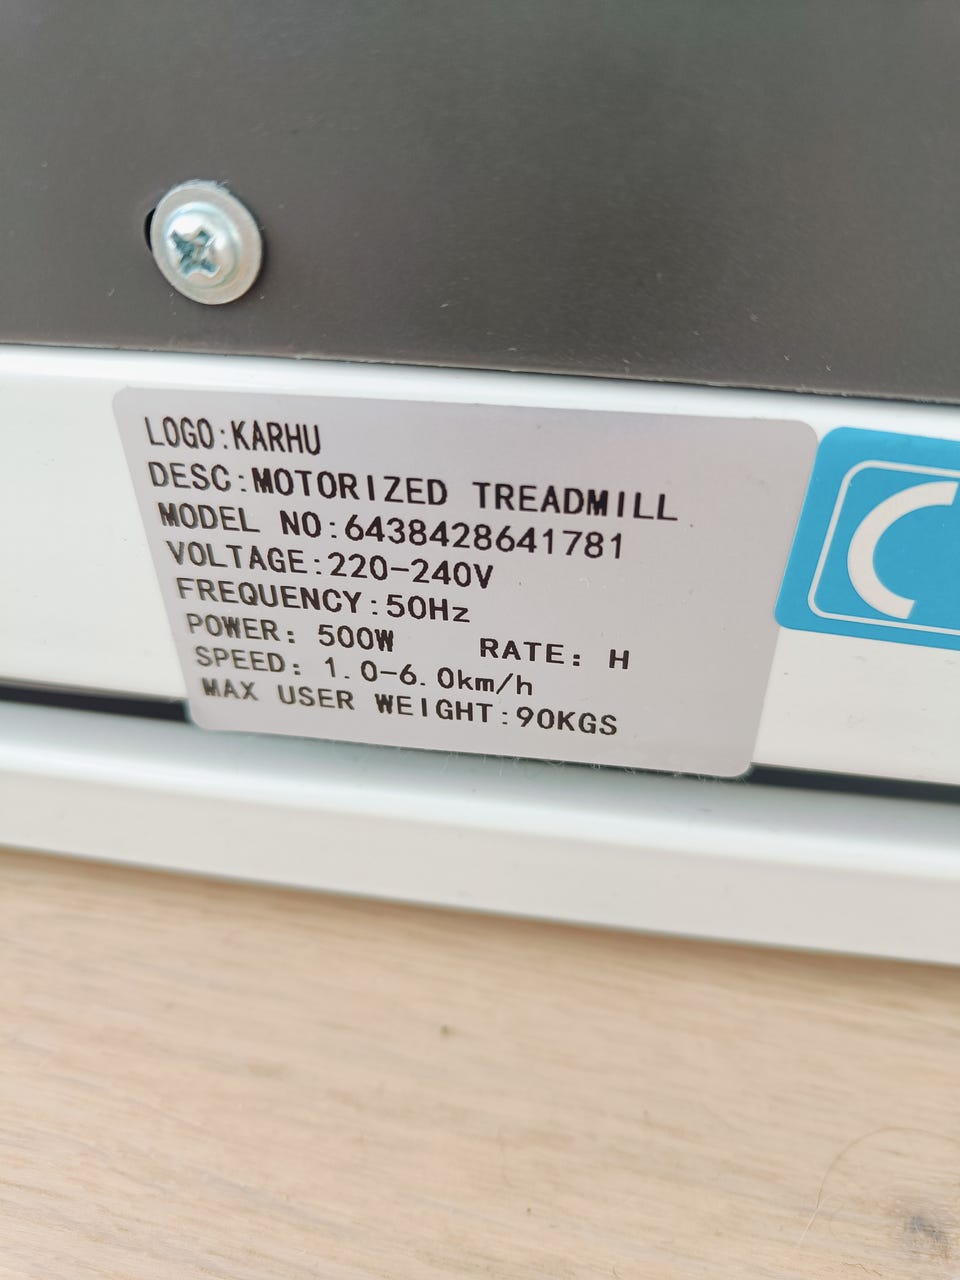 LOGO:KARHU
DESC:MOTORIZED TREADMILL
MODEL NO:6438428641781
VOLTAGE:220-240V
FREQUENCY:50Hz
POWER: 500W RATE: H
SPEED: 1.0-6.0km/h
MAX USER WEIGHT:90KGS